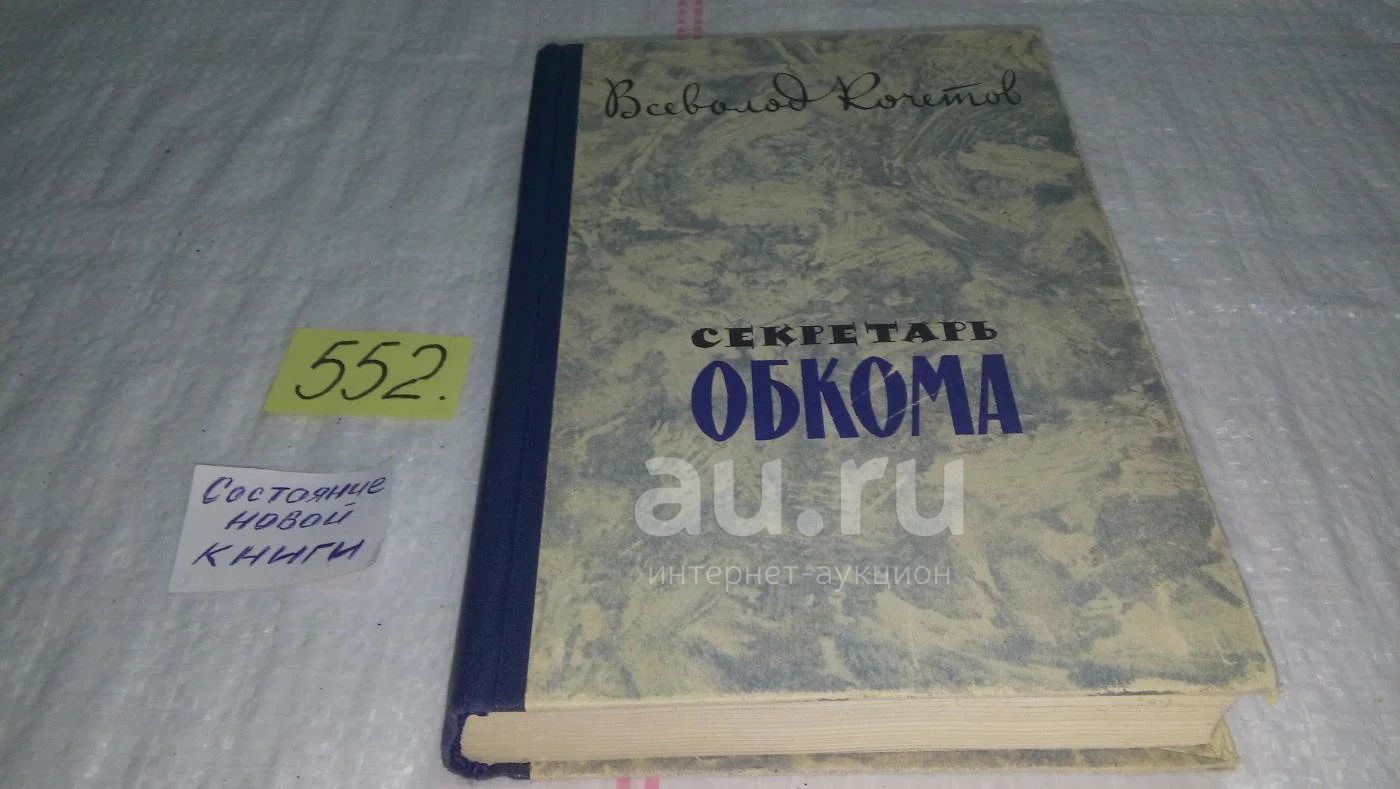 Всеволод Кочетов
СЕКРЕТАРЬ
ОБКОМА
552.
Состояние
новой
книги
au.ru
интернет-аукцион